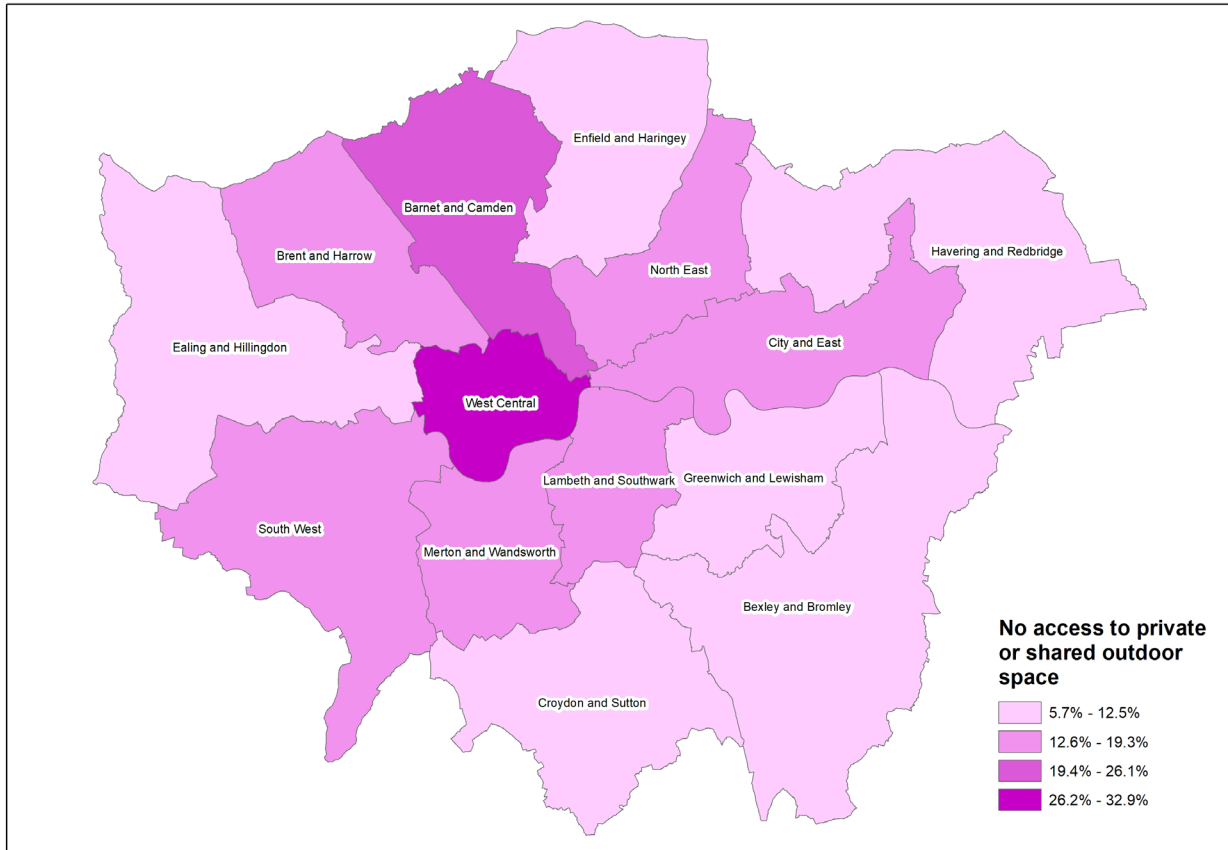 Enfield and Haringey
Barnet and Camden
Brent and Harrow
North East
Havering and Redbridge
Ealing and Hillingdon
City and East
West Central
Lambeth and Southwark
Greenwich and Lewisham
South West
Merton and Wandsworth
Bexley and Bromley
Croydon and Sutton
No access to private
or shared outdoor
space
5.7% - 12.5%
12.6% - 19.3%
19.4% - 26.1%
26.2% - 32.9%